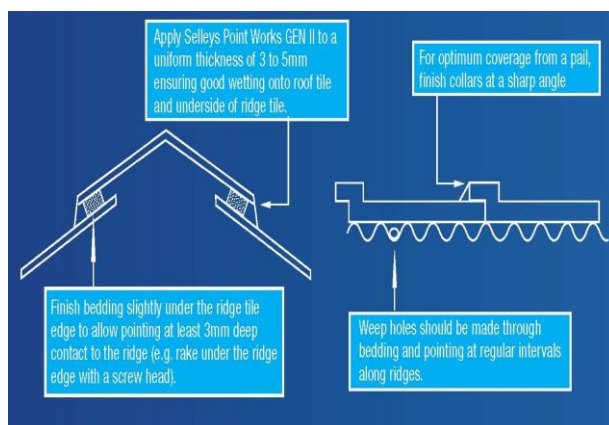 Apply Selleys Point Works GEN II to a
uniform thickness of 3 to 5mm
ensuring good wetting onto roof tile
and underside of ridge tile.
For optimum coverage from a pail,
finish collars at a sharp angle
Finish bedding slightly under the ridge tile
edge to allow pointing at least 3mm deep
contact to the ridge (e.g. rake under the ridge
edge with a screw head).
Weep holes should be made through
bedding and pointing at regular intervals
along ridges.